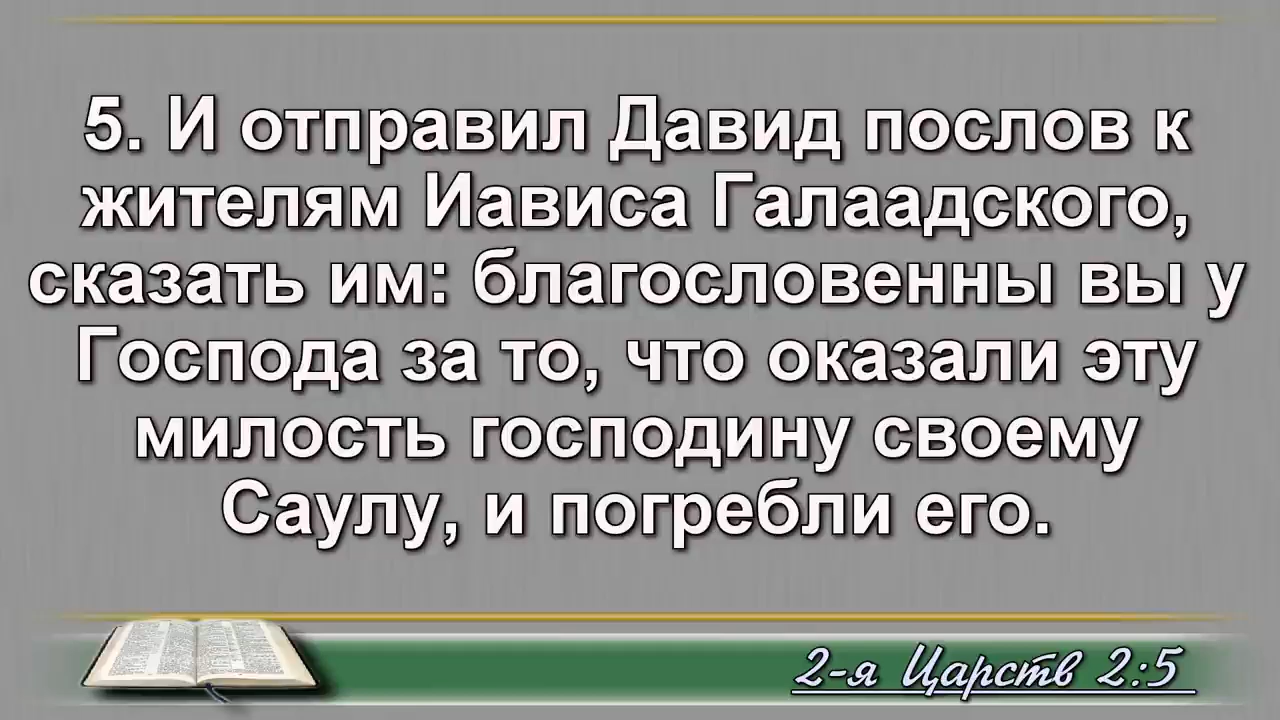 5. И отправил Давид послов к
жителям Иависа Галаадского,
сказать им: благословенны вы у
Господа за то, что оказали эту
милость господину своему
Саулу, и погребли его.
2-я Царств 2:5